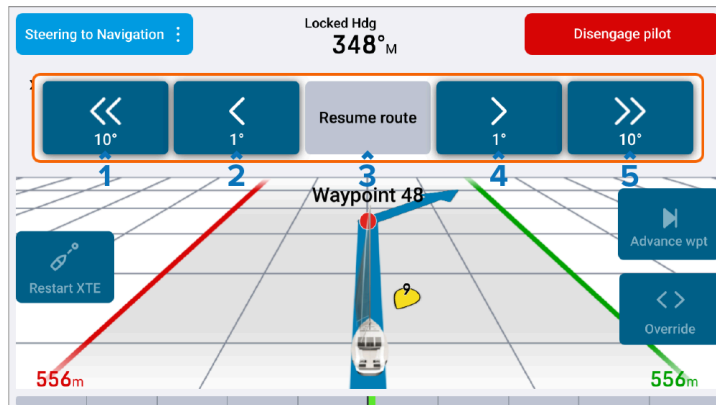 Steering to Navigation
Locked Hdg
348°M
Disengage pilot
10°
1°
Resume route
1°
10°
1
2
3
4
5
Waypoint 48
Advance wpt
9
Restart XTE
Override
556m
556m